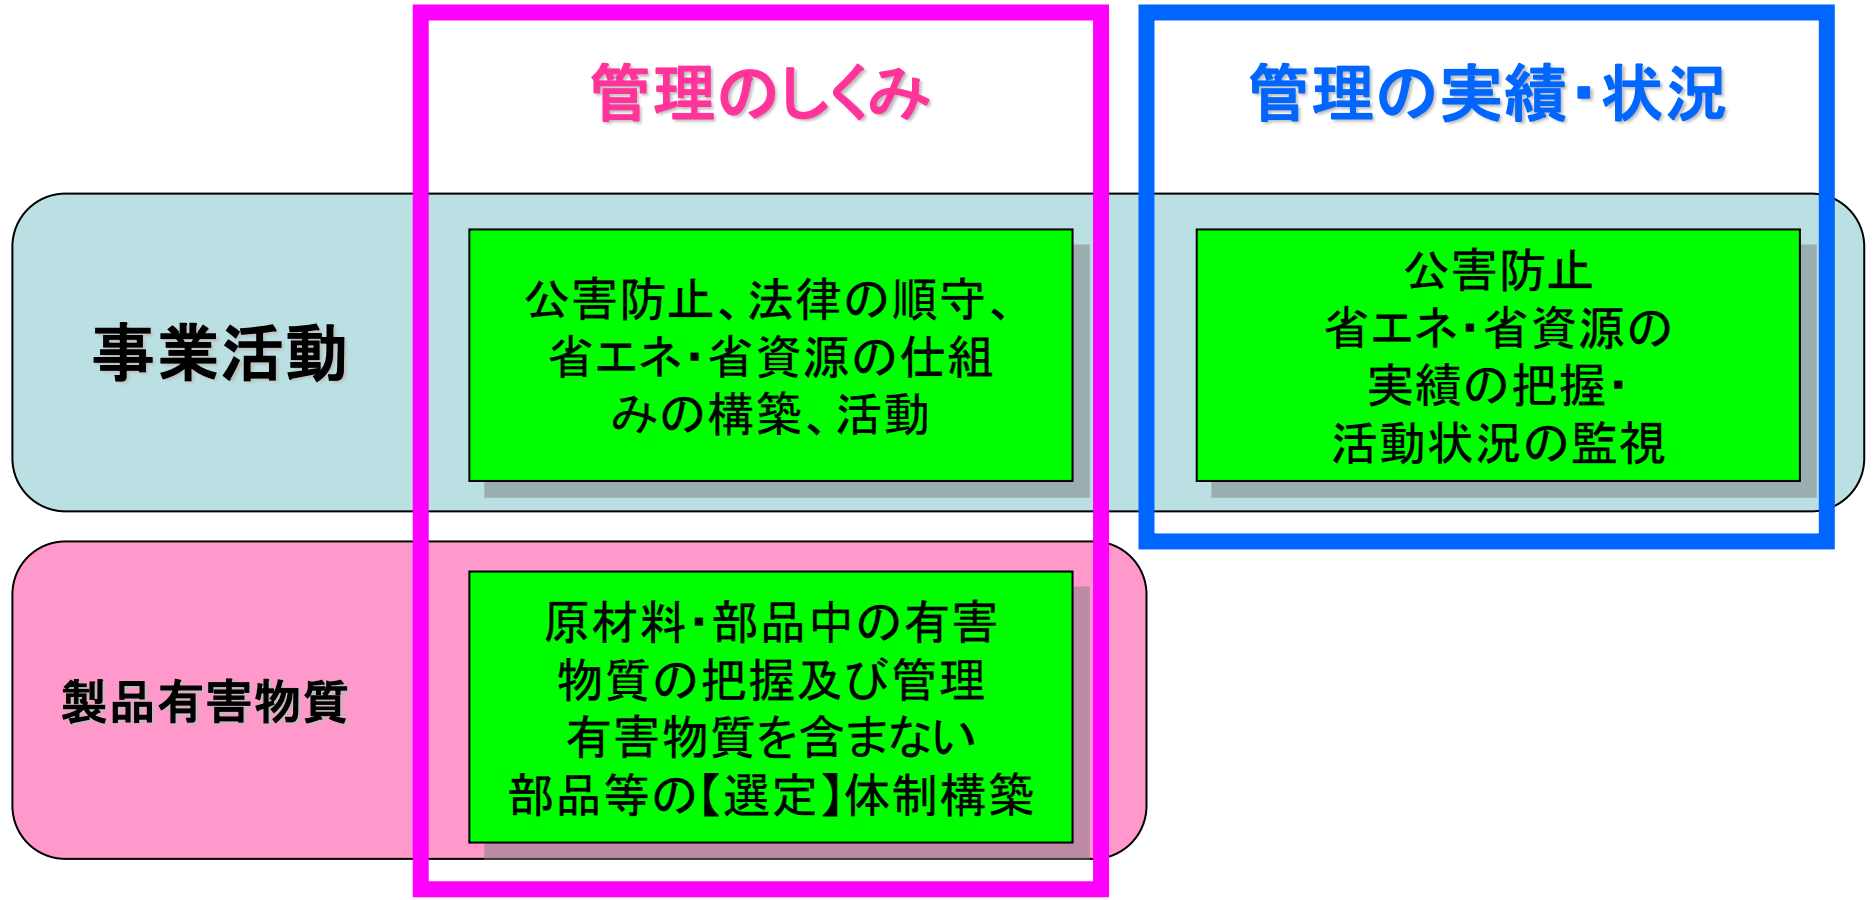 管理のしくみ
管理の実績・状況
事業活動
公害防止、法律の順守、
省エネ・省資源の仕組
みの構築、活動
公害防止
省エネ・省資源の
実績の把握・
活動状況の監視
製品有害物質
原材料・部品中の有害
物質の把握及び管理
有害物質を含まない
部品等の【選定】体制構築